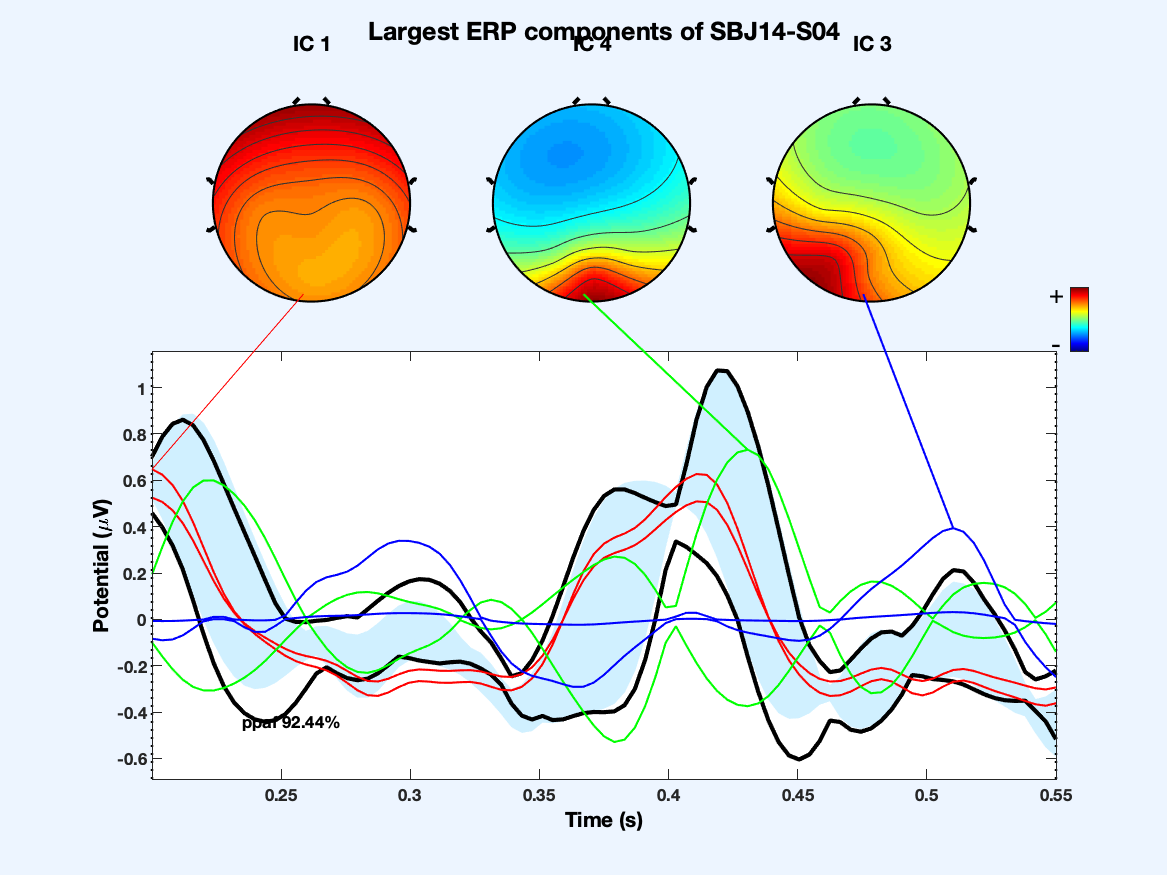 Largest ERP components of SBJ14-S04
IC 1
IC 4
IC 3
+
-
1
0.8
0.6
0.4
0.2
0
-0.2
-0.4
-0.6
Potential (μV)
ppaf 92.44%
0.25
0.3
0.35
0.4
0.45
0.5
0.55
Time (s)